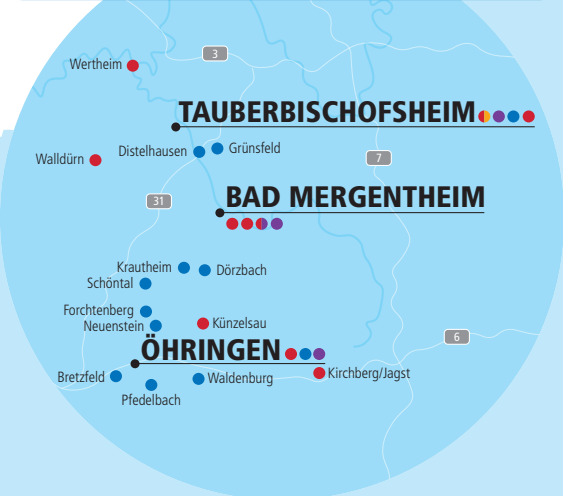 3
Wertheim
TAUBERBISCHOFSHEIM
Distelhausen
Grünsfeld
Walldürn
7
31
BAD MERGENTHEIM
Krautheim
Dörzbach
Schöntal
Forchtenberg
Neuenstein
Künzelsau
6
ÖHRINGEN
Bretzfeld
Waldenburg
Kirchberg/Jagst
Pfedelbach